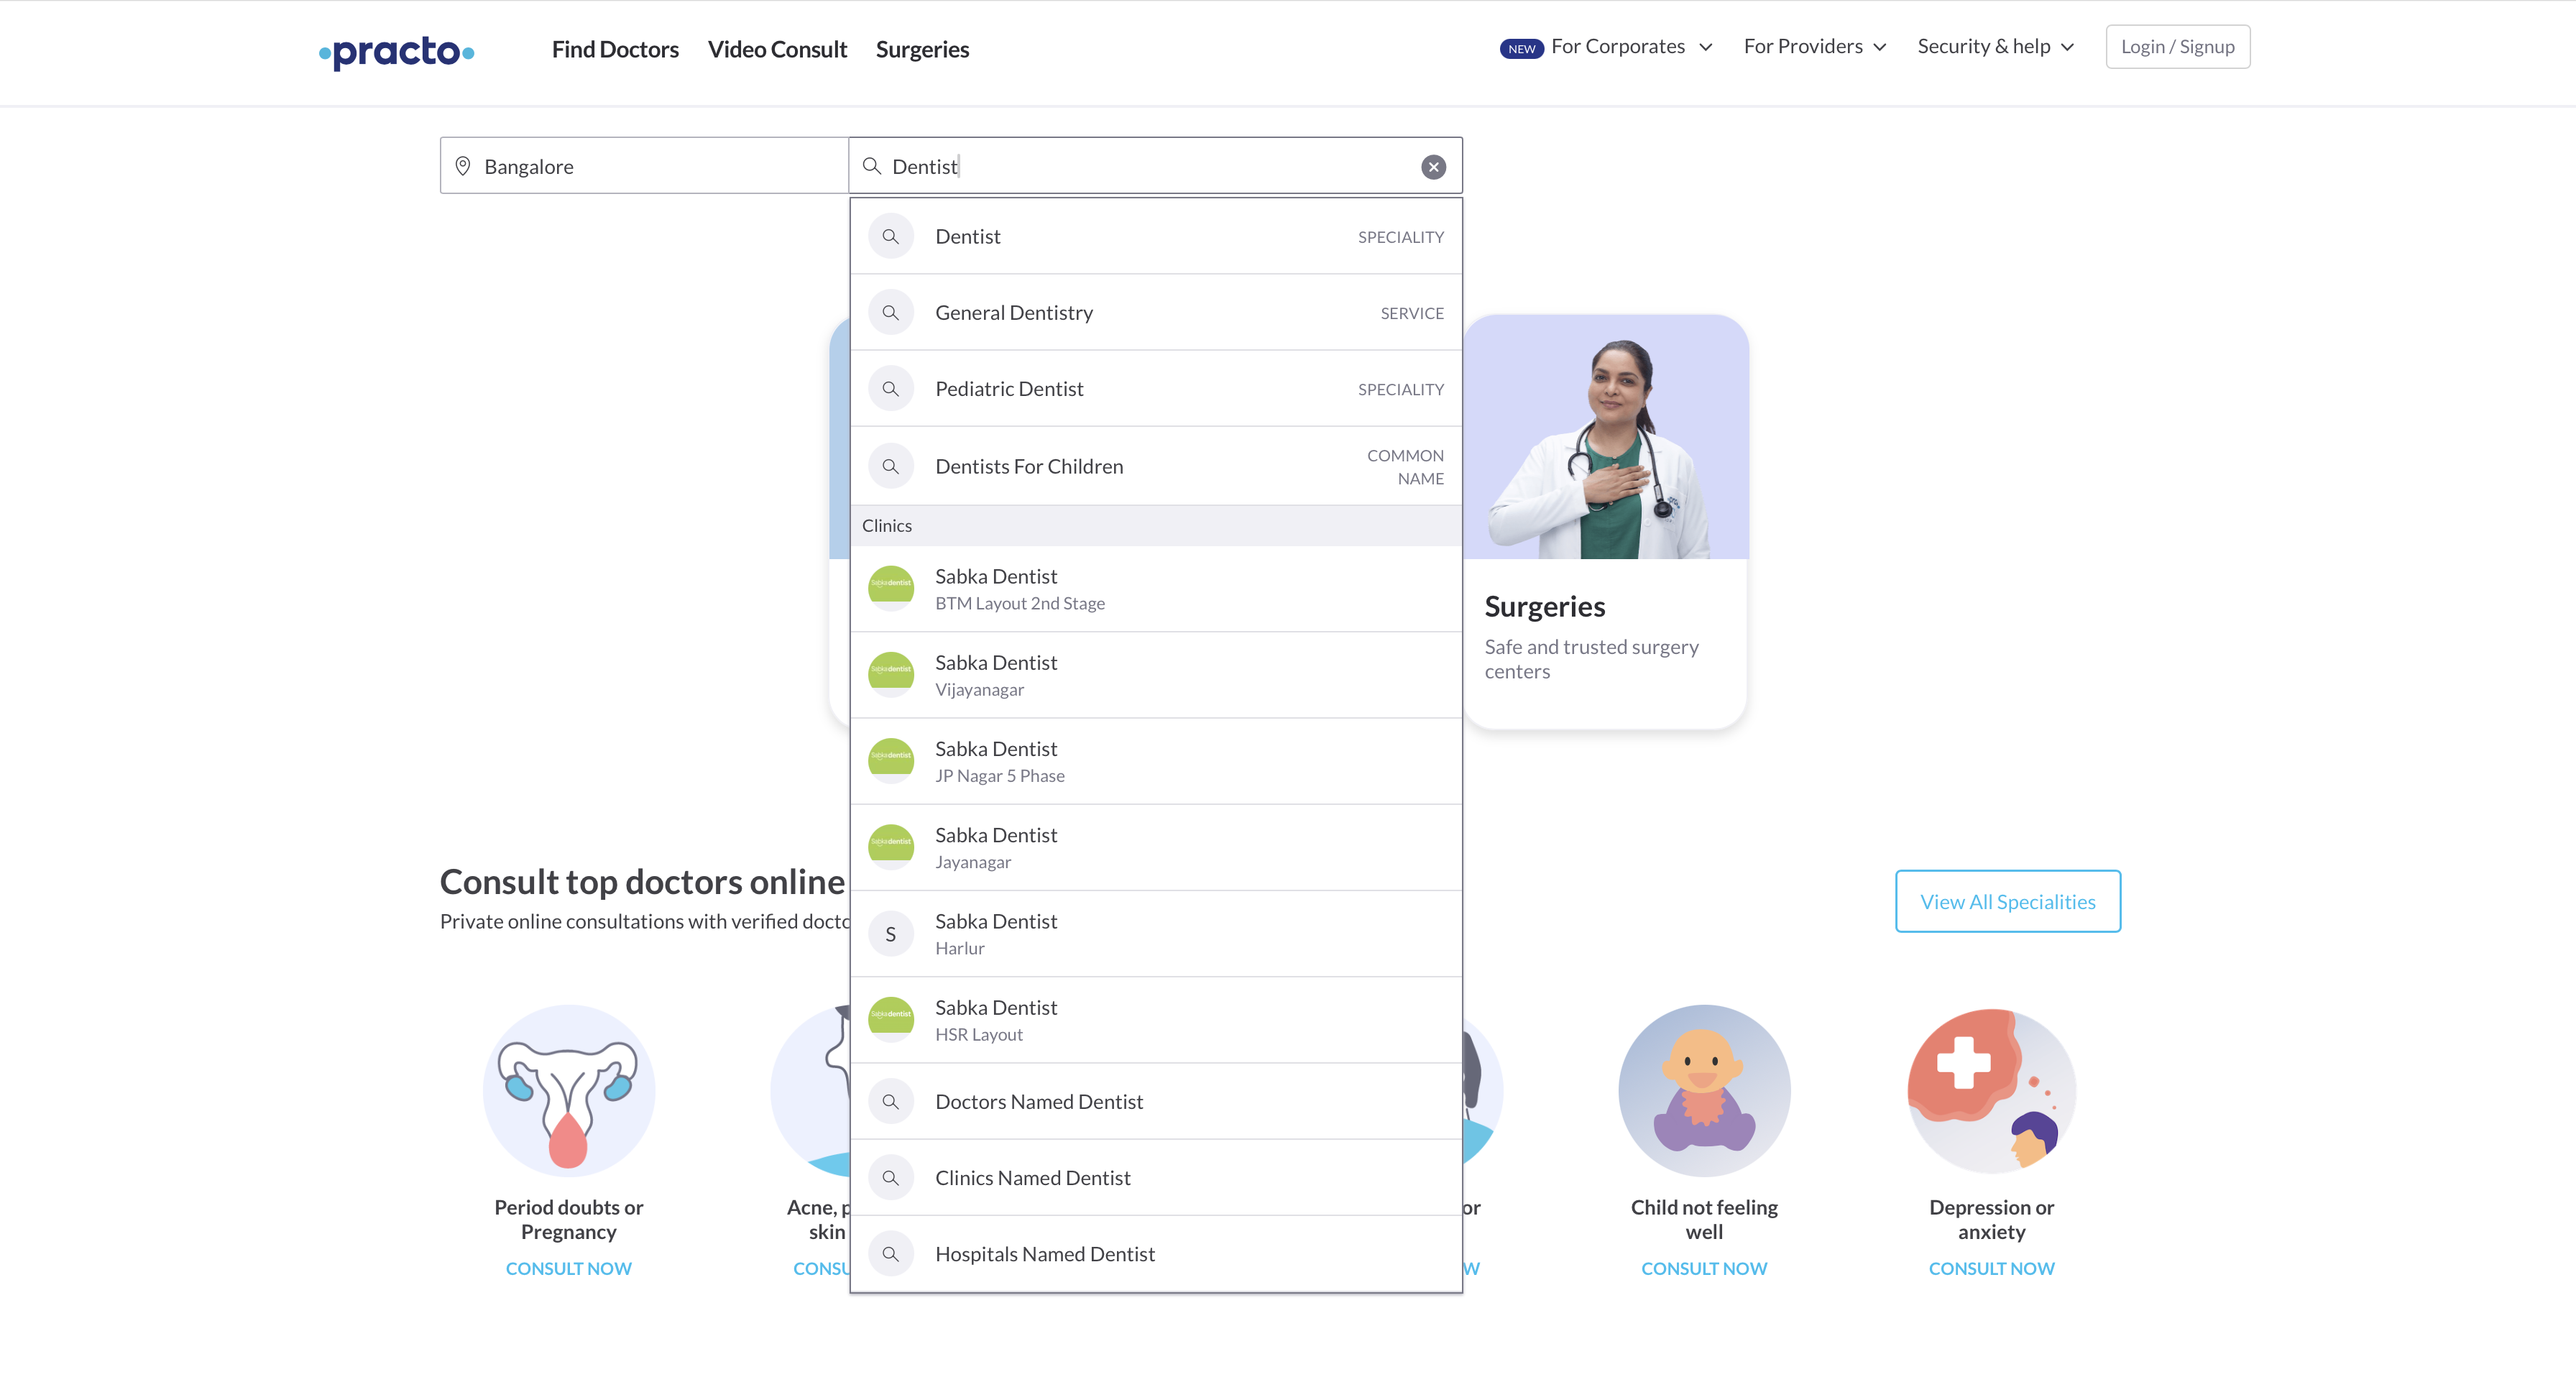 practo
Find Doctors
Video Consult
Surgeries
NEW
For Corporates
For Providers
Security & help
Login / Signup
Bangalore
Dentist
Dentist
SPECIALITY
General Dentistry
SERVICE
Pediatric Dentist
SPECIALITY
Dentists For Children
COMMON
NAME
Clinics
Sabka Dentist
BTM Layout 2nd Stage
Sabka Dentist
Vijayanagar
Sabka Dentist
JP Nagar 5 Phase
Sabka Dentist
Jayanagar
S
Sabka Dentist
Harlur
Sabka Dentist
HSR Layout
Doctors Named Dentist
Clinics Named Dentist
Hospitals Named Dentist
Surgeries
Safe and trusted surgery
centers
Consult top doctors online
Private online consultations with verified
View All Specialities
Period doubts or
Pregnancy
CONSULT NOW
Acne,
skin
or
Child not feeling
well
CONSULT NOW
Depression or
anxiety
CONSULT NOW